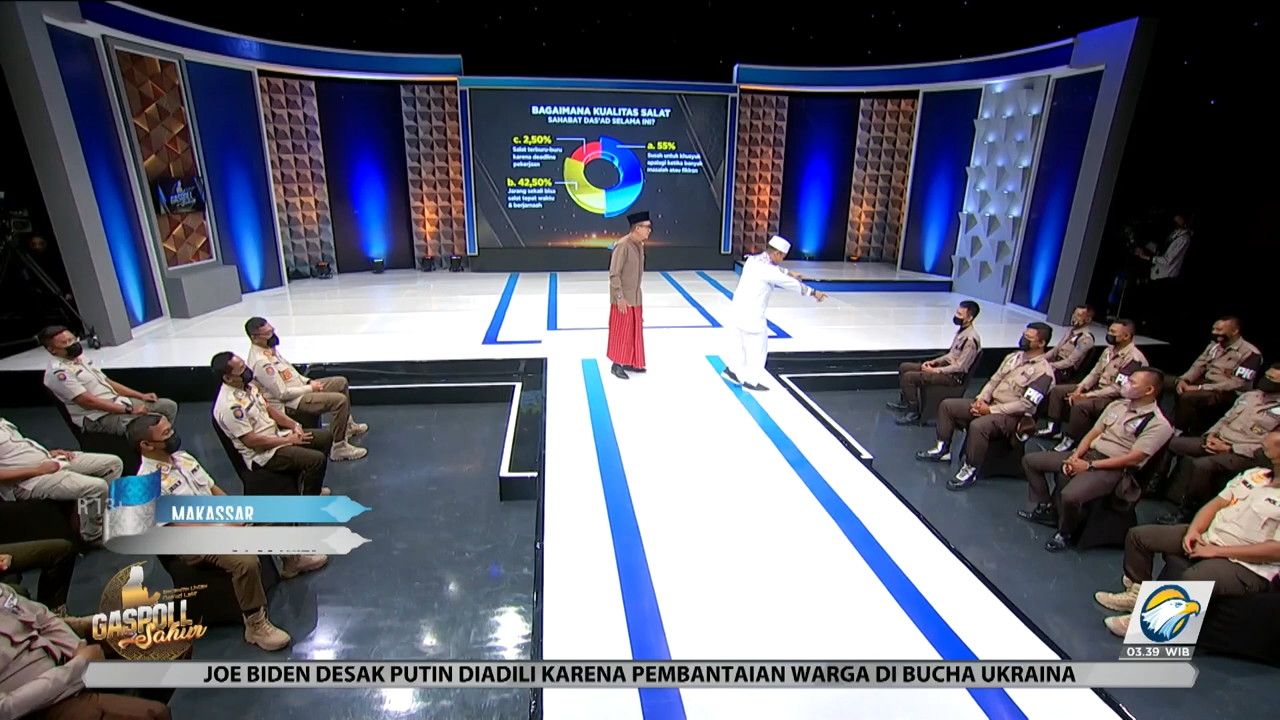 BAGAIMANA KUALITAS SALAT
SAHABAT DAS'AD SELAMA INI?
c. 2,50%
Salat terburu-buru
karena deadline
pekerjaan
a. 55%
Susah untuk khusyuk
apalagi ketika banyak
masalah atau fikiran
b. 42,50%
Jarang sekali bisa
salat tepat waktu
& berjamaah
GASPOLL
PKD
MAKASSAR
GASPOLL
Sahur
03.39 WIB
JOE BIDEN DESAK PUTIN DIADILI KARENA PEMBANTAIAN WARGA DI BUCHA UKRAINA